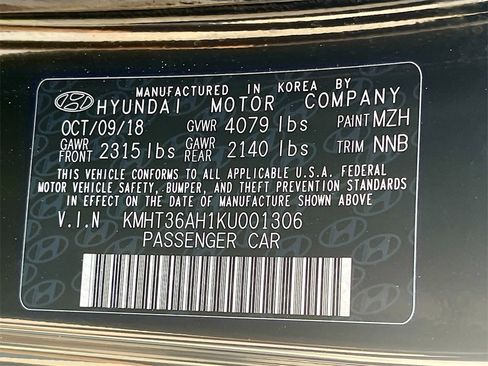 MANUFACTURED IN KOREA BY
HYUNDAI MOTOR COMPANY
OCT/09/18 GVWR 4079 lbs PAINT MZH
GAWR FRONT 2315 lbs GAWR REAR 2140 lbs TRIM NNB
THIS VEHICLE CONFORMS TO ALL APPLICABLE U.S.A. FEDERAL
MOTOR VEHICLE SAFETY, BUMPER, AND THEFT PREVENTION STANDARDS
IN EFFECT ON THE DATE OF MANUFACTURE SHOWN ABOVE
V.I.N KMHT36AH1KU001306
PASSENGER CAR